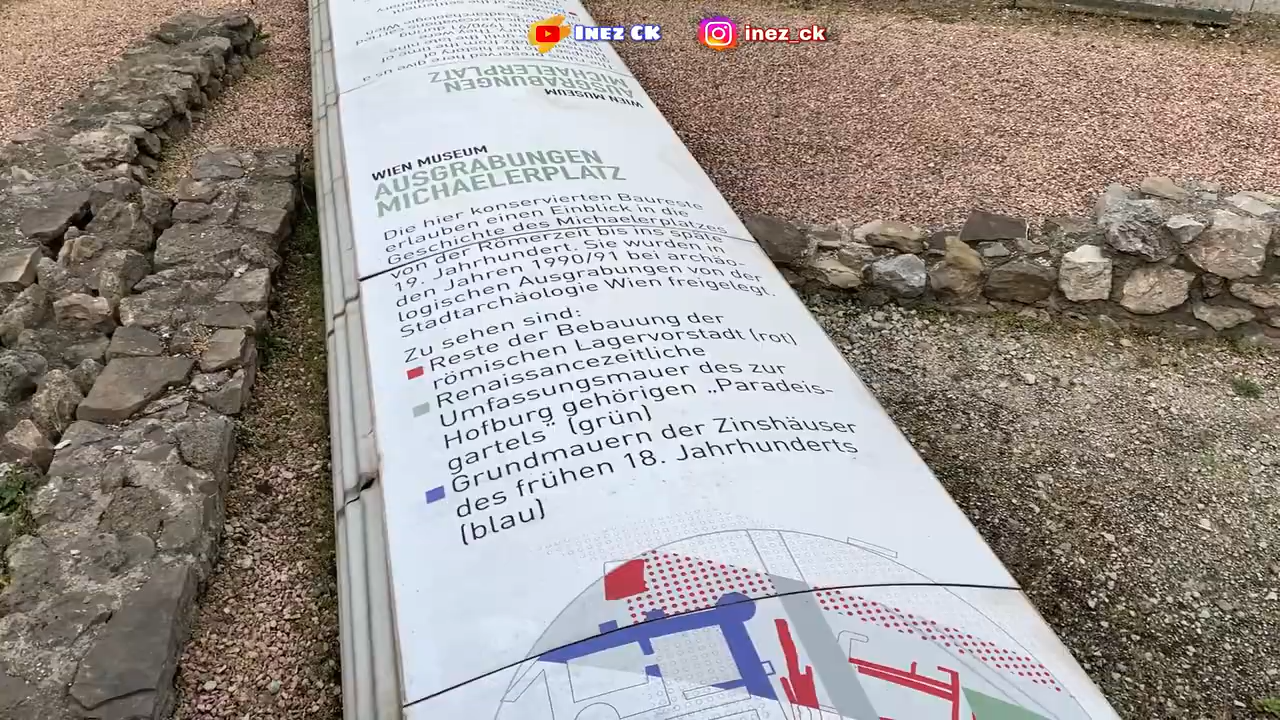 Inez CK
inez_ck
WIEN MUSEUM
AUSGRABUNGEN
MICHAELERPLATZ
WIEN MUSEUM
AUSGRABUNGEN
MICHAELERPLATZ
Die hier konservierten Baureste
erlauben einen Einblick in die
Geschichte des Michaelerplatzes
von der Römerzeit bis ins späte
19. Jahrhundert. Sie wurden in
den Jahren 1990/91 bei archäo-
logischen Ausgrabungen von der
Stadtarchäologie Wien freigelegt.
Zu sehen sind:
Reste der Bebauung der
römischen Lagervorstadt (rot)
Renaissancezeitliche
Umfassungsmauer des zur
Hofburg gehörigen „Paradeis-
gartels“ (grün)
Grundmauern der Zinshäuser
des frühen 18. Jahrhunderts
(blau)